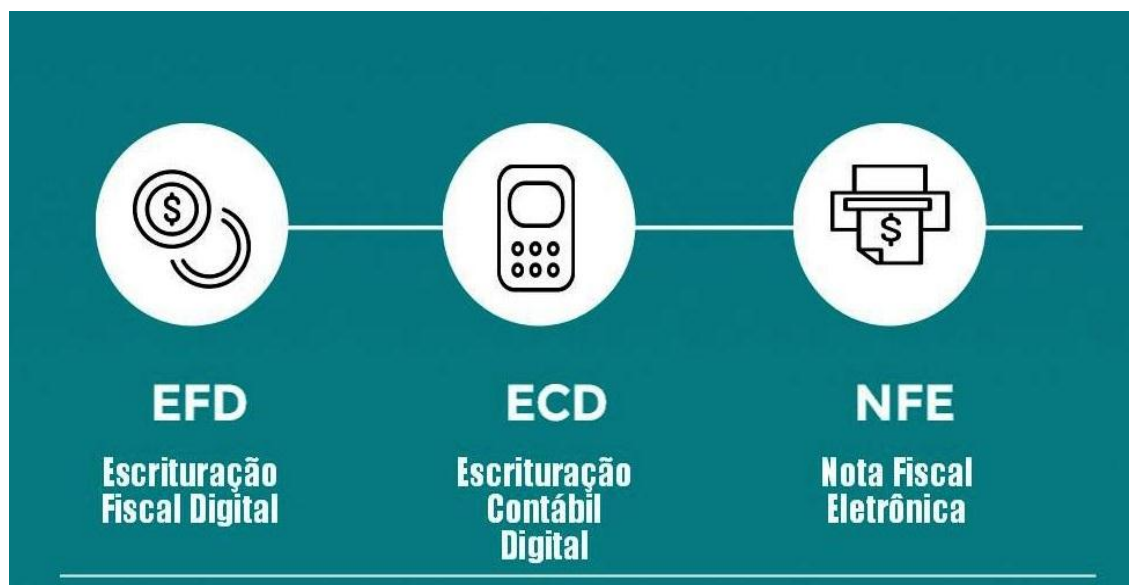 $
$
EFD
ECD
NFE
Escrituração
Fiscal Digital
Escrituração
Contábil
Digital
Nota Fiscal
Eletrônica